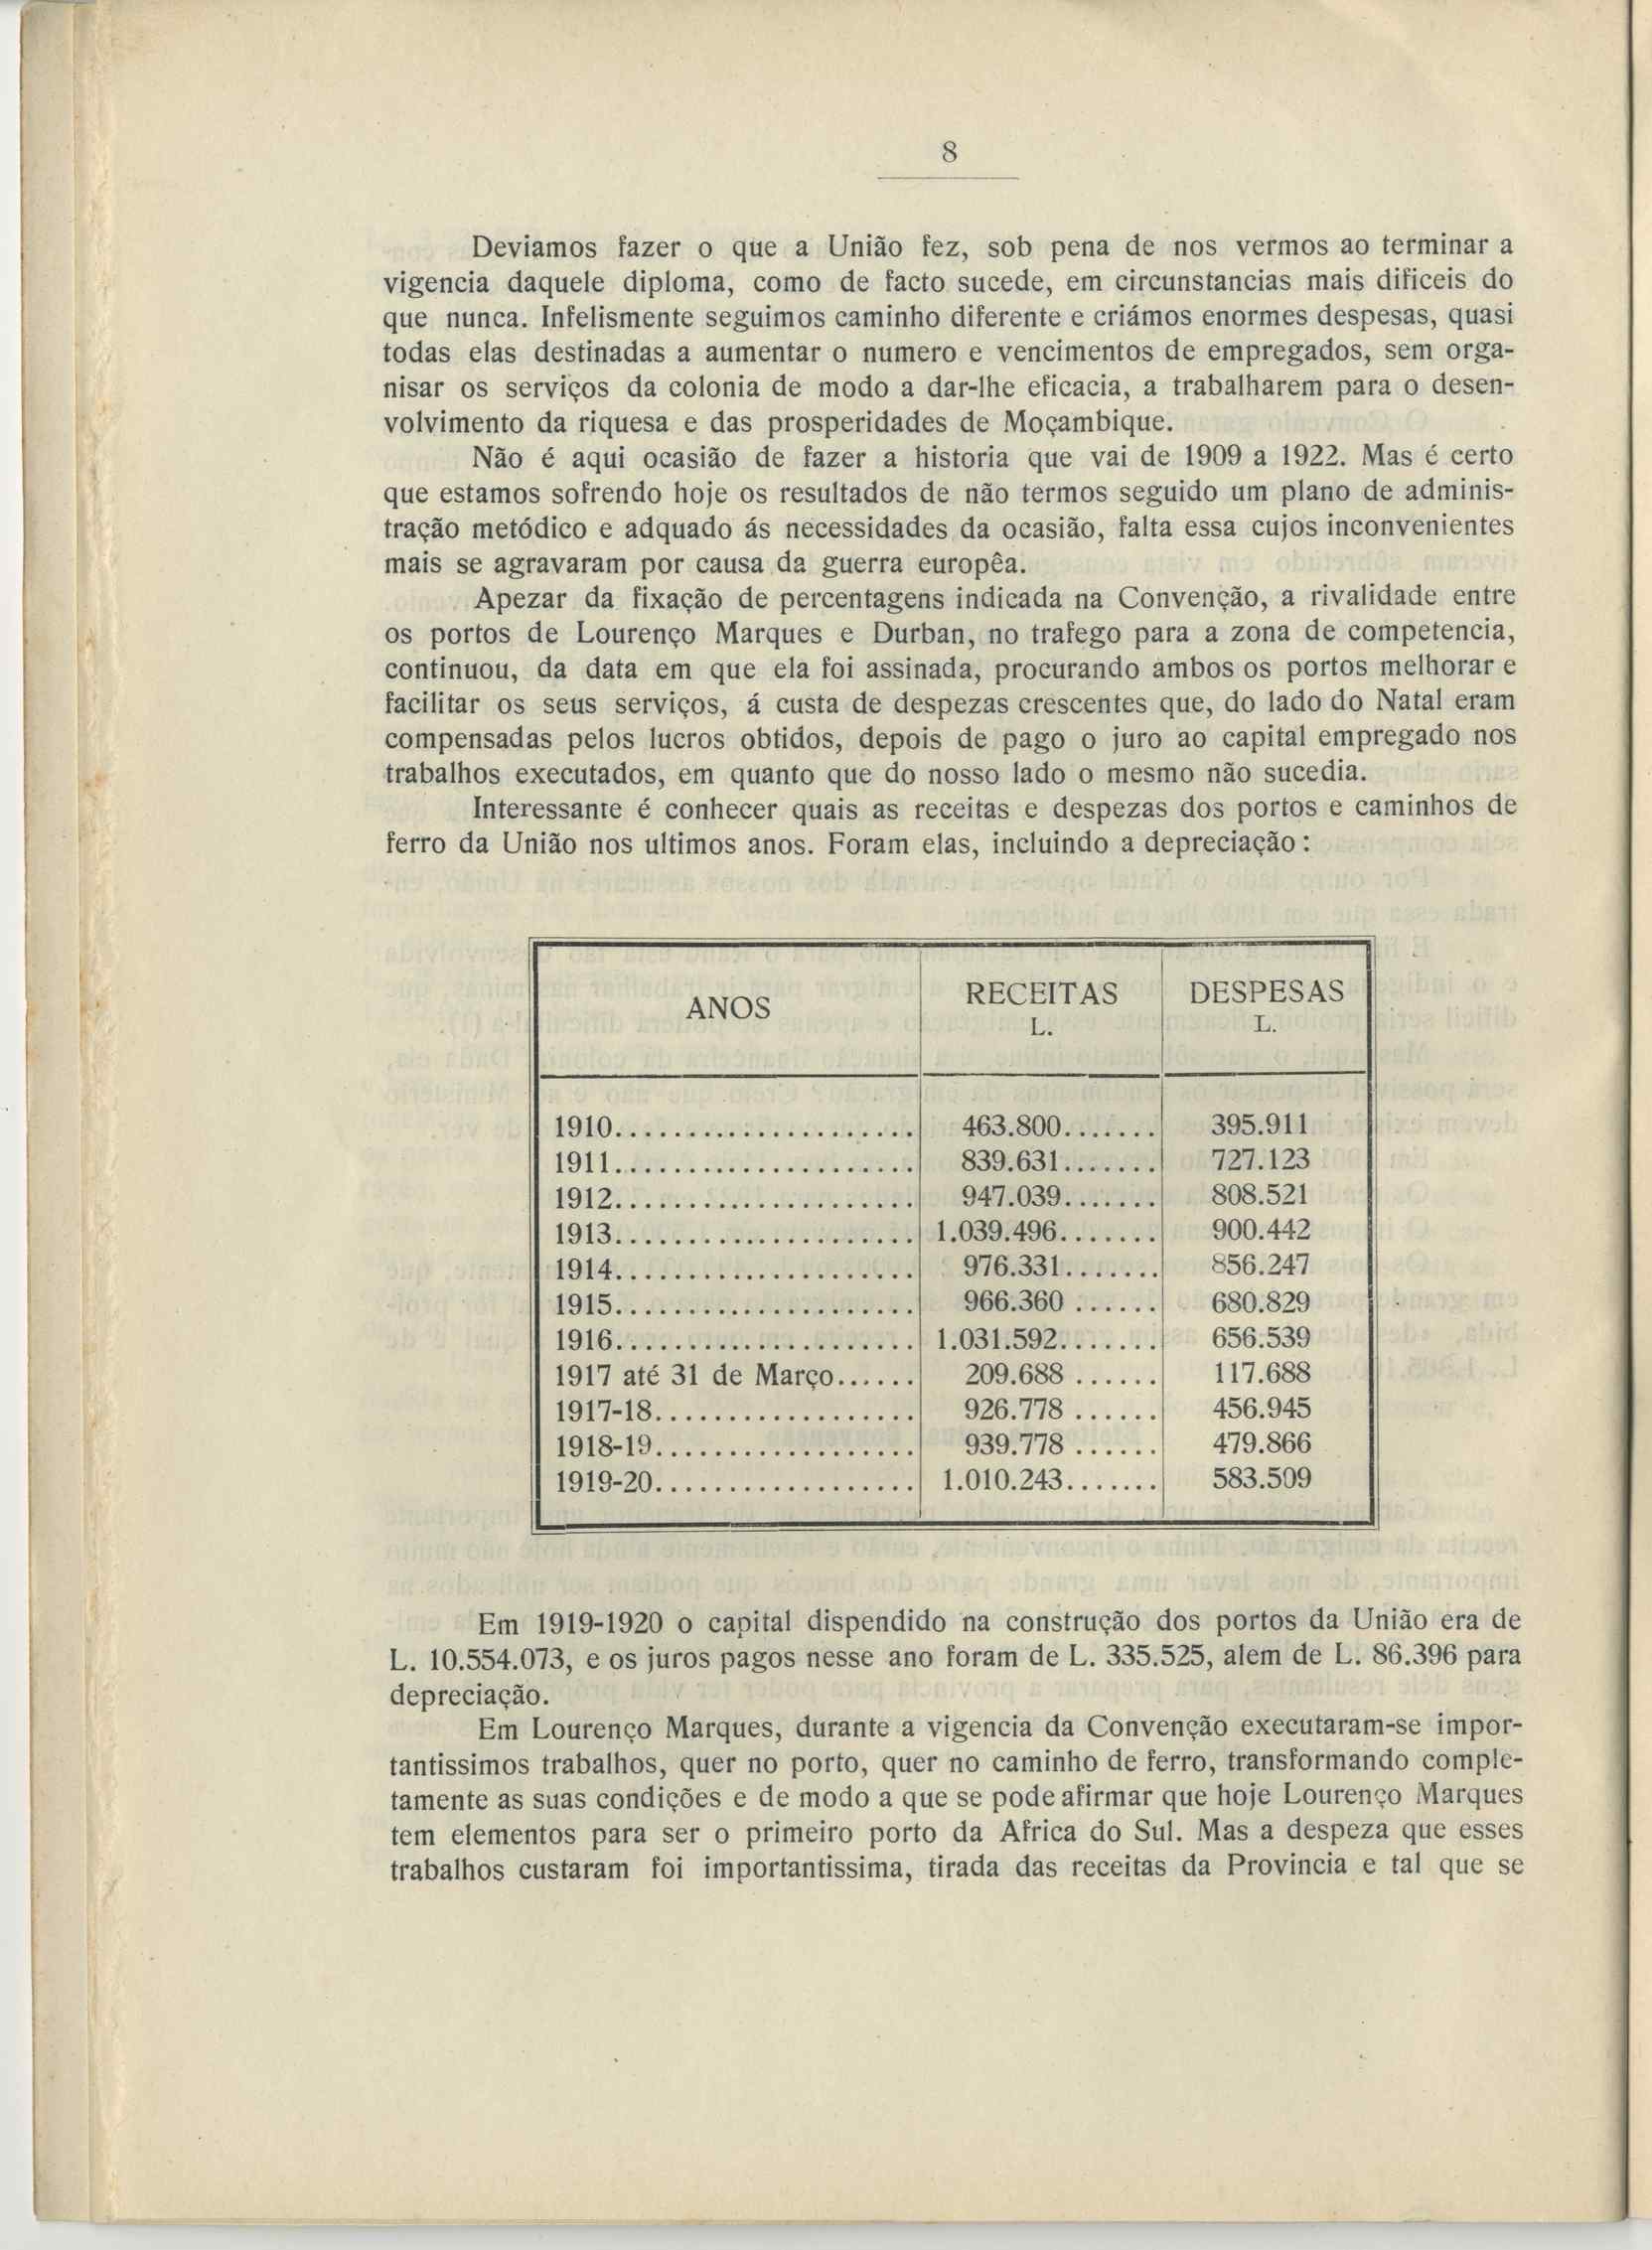 8
Deviamos fazer o que a União fez, sob pena de nos vermos ao terminar a
vigencia daquele diploma, como de facto sucede, em circunstancias mais dificeis do
que nunca. Infelismente seguimos caminho diferente e criámos enormes despesas, quasi
todas elas destinadas a aumentar o numero e vencimentos de empregados, sem orga-
nisar os serviços da colonia de modo a dar-lhe eficacia, a trabalharem para o desen-
volvimento da riquesa e das prosperidades de Moçambique.
Não é aqui ocasião de fazer a historia que vai de 1909 a 1922. Mas é certo
que estamos sofrendo hoje os resultados de não termos seguido um plano de adminis-
tração metódico e adquado ás necessidades da ocasião, falta essa cujos inconvenientes
mais se agravaram por causa da guerra europêa.
Apezar da fixação de percentagens indicada na Convenção, a rivalidade entre
os portos de Lourenço Marques e Durban, no trafego para a zona de competencia,
continuou, da data em que ela foi assinada, procurando ambos os portos melhorar e
facilitar os seus serviços, á custa de despezas crescentes que, do lado do Natal eram
compensadas pelos lucros obtidos, depois de pago o juro ao capital empregado nos
trabalhos executados, em quanto que do nosso lado o mesmo não sucedia.
Interessante é conhecer quais as receitas e despezas dos portos e caminhos de
ferro da União nos ultimos anos. Foram elas, incluindo a depreciação:
ANOS RECEITAS L. DESPESAS L.
1910..................... 463.800....... 395.911
1911..................... 839.631....... 727.123
1912..................... 947.039....... 808.521
1913..................... 1.039.496....... 900.442
1914..................... 976.331....... 856.247
1915..................... 966.360 ...... 680.829
1916..................... 1.031.592....... 656.539
1917 até 31 de Março...... 209.688 ...... 117.688
1917-18.................. 926.778 ...... 456.945
1918-19.................. 939.778 ...... 479.866
1919-20.................. 1.010.243....... 583.509
Em 1919-1920 o capital dispendido na construção dos portos da União era de
L. 10.554.073, e os juros pagos nesse ano foram de L. 335.525, alem de L. 86.396 para
depreciação.
Em Lourenço Marques, durante a vigencia da Convenção executaram-se impor-
tantissimos trabalhos, quer no porto, quer no caminho de ferro, transformando comple-
tamente as suas condições e de modo a que se pode afirmar que hoje Lourenço Marques
tem elementos para ser o primeiro porto da Africa do Sul. Mas a despeza que esses
trabalhos custaram foi importantissima, tirada das receitas da Provincia e tal que se